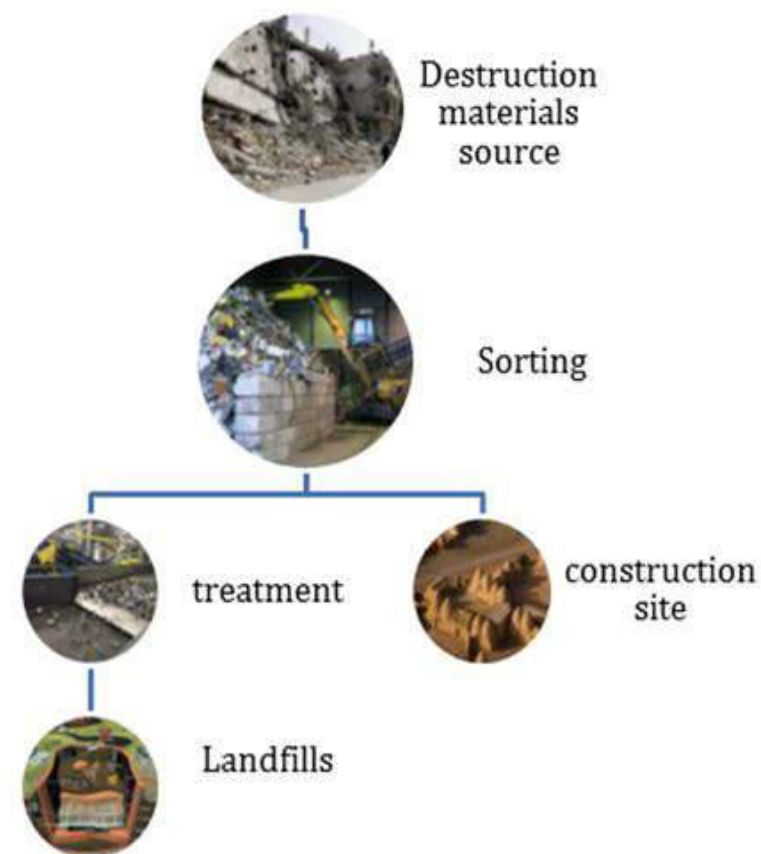 Destruction
materials
source
Sorting
treatment
construction
site
Landfills